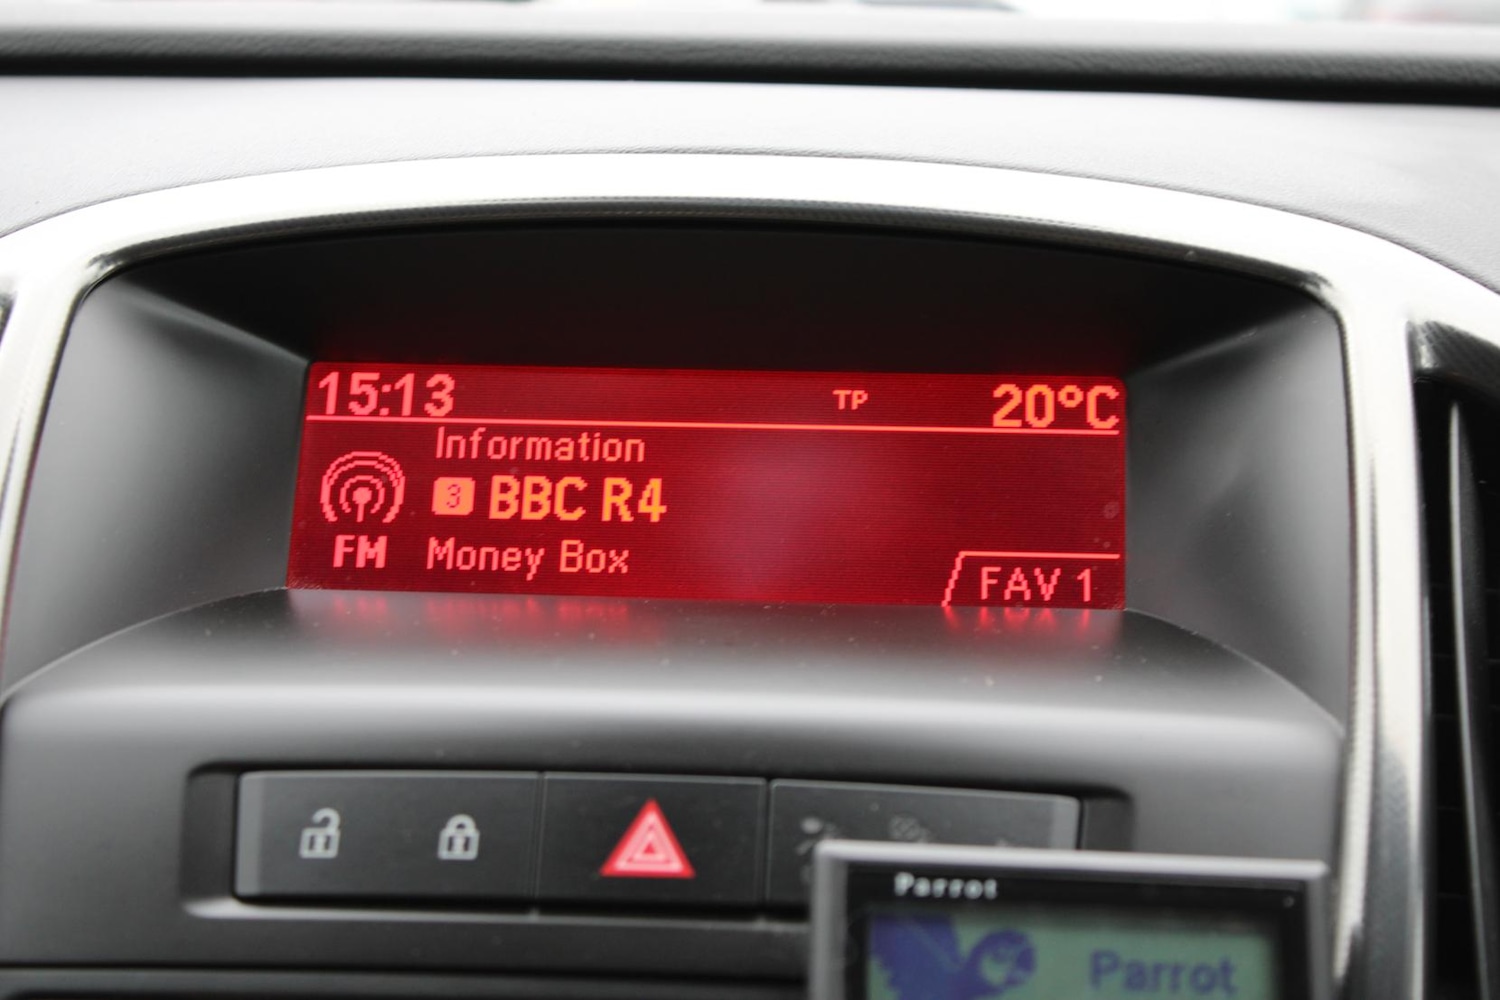 15:13 TP 20°C
Information
3 BBC R4
FM Money Box
FAV 1
Parrot
Parrot